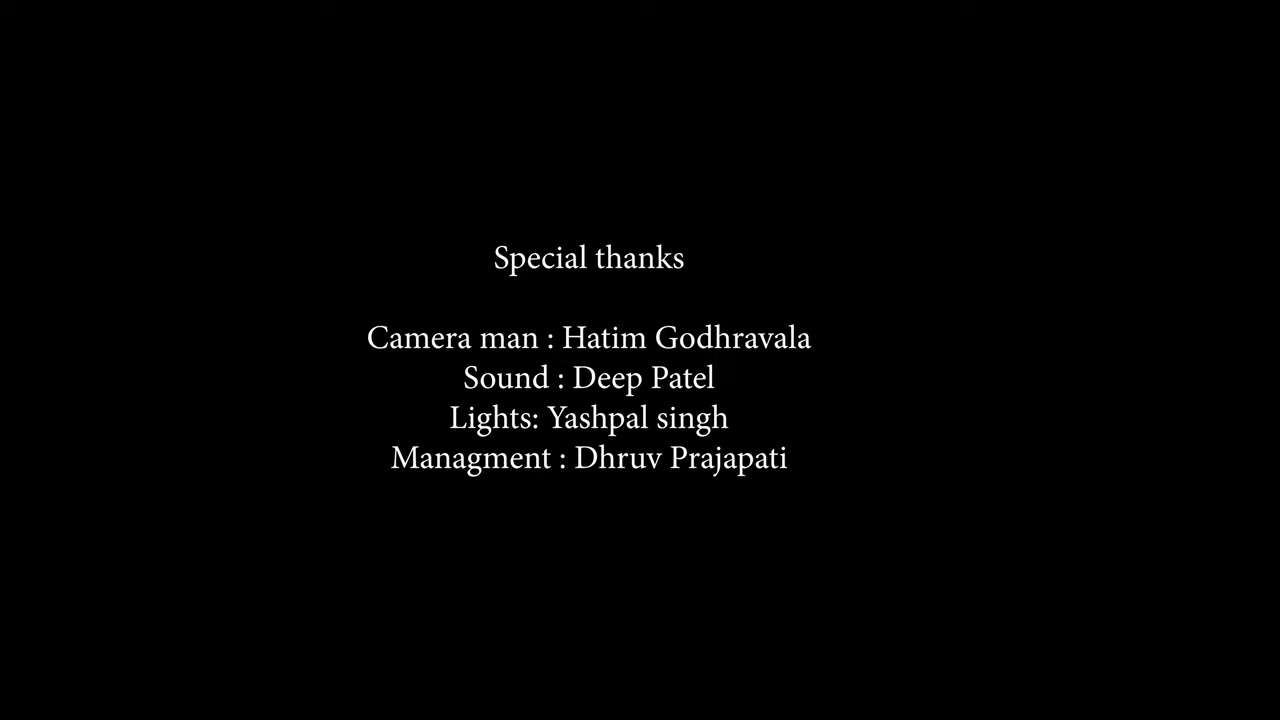 Special thanks
Camera man : Hatim Godhravala
Sound : Deep Patel
Lights: Yashpal singh
Managment : Dhruv Prajapati